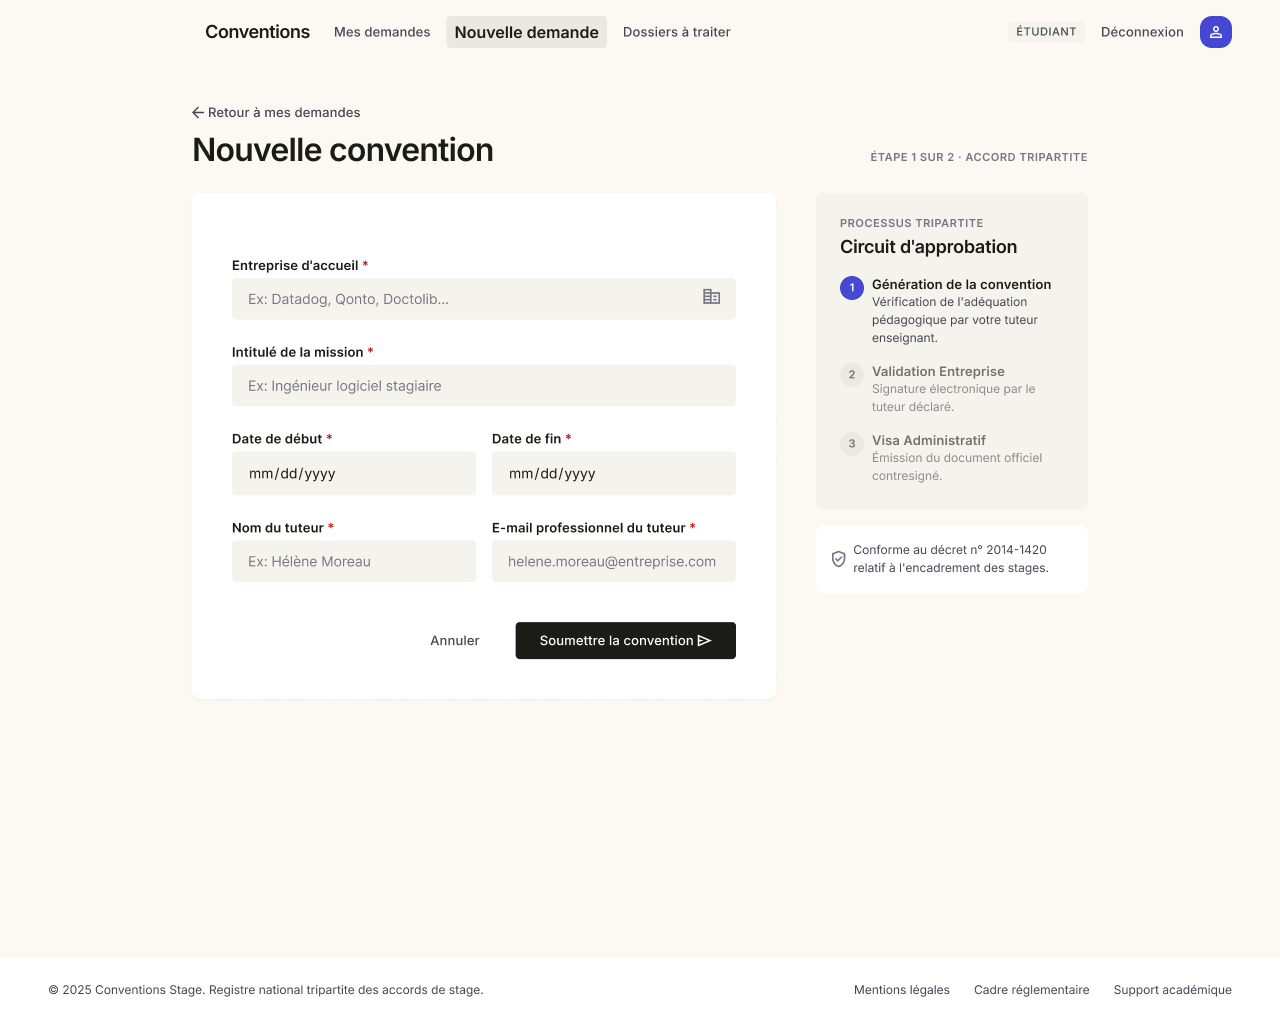 Conventions
Mes demandes
Nouvelle demande
Dossiers à traiter
ÉTUDIANT
Déconnexion
Retour à mes demandes
Nouvelle convention
ÉTAPE 1 SUR 2 · ACCORD TRIPARTITE
Entreprise d'accueil *
Ex: Datadog, Qonto, Doctolib...
Intitulé de la mission *
Ex: Ingénieur logiciel stagiaire
Date de début *
Date de fin *
mm/dd/yyyy
mm/dd/yyyy
Nom du tuteur *
E-mail professionnel du tuteur *
Ex: Hélène Moreau
helene.moreau@entreprise.com
Annuler
Soumettre la convention
PROCESSUS TRIPARTITE
Circuit d'approbation
1
Génération de la convention
Vérification de l'adéquation
pédagogique par votre tuteur
enseignant.
2
Validation Entreprise
Signature électronique par le
tuteur déclaré.
3
Visa Administratif
Émission du document officiel
contresigné.
Conforme au décret n° 2014-1420
relatif à l'encadrement des stages.
© 2025 Conventions Stage. Registre national tripartite des accords de stage.
Mentions légales
Cadre réglementaire
Support académique